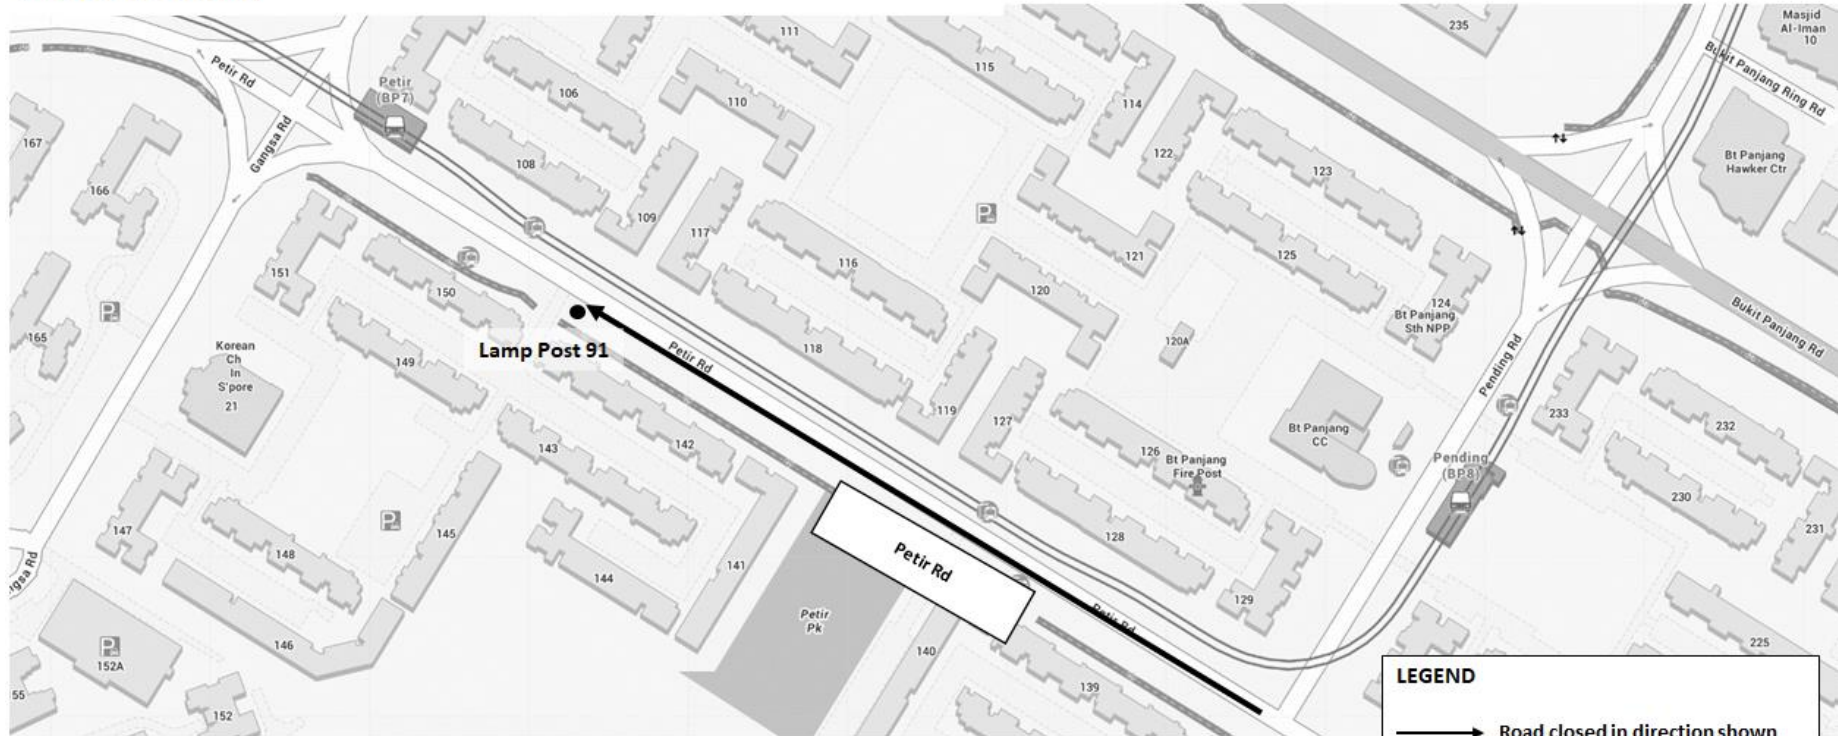 111
235
Masjid
Al-Iman
10
Bukit Panjang Ring Rd
Petir Rd
Petir
(BP7)
106
110
115
114
Gangsa Rd
108
122
123
Bt Panjang
Hawker Ctr
167
166
109
117
116
121
125
151
150
120
124
Bt Panjang
Sth NPP
Bukit Panjang Rd
165
Lamp Post 91
Petir Rd
118
120A
Pending Rd
Korean
Ch
In
S'pore
21
149
119
127
Bt Panjang
CC
233
232
143
142
126
Bt Panjang
Fire Post
Pending
(BP8)
230
231
147
148
145
144
141
Petir Rd
128
129
Petir
Pk
Petir Rd
146
152A
140
139
225
55
152
LEGEND
Road closed in direction shown